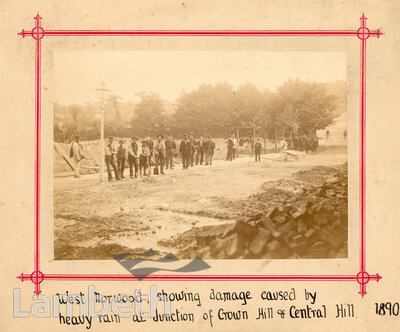 West Norwood - showing damage caused by
heavy rain at Junction of Crown Hill & Central Hill. 1890
Lambeth